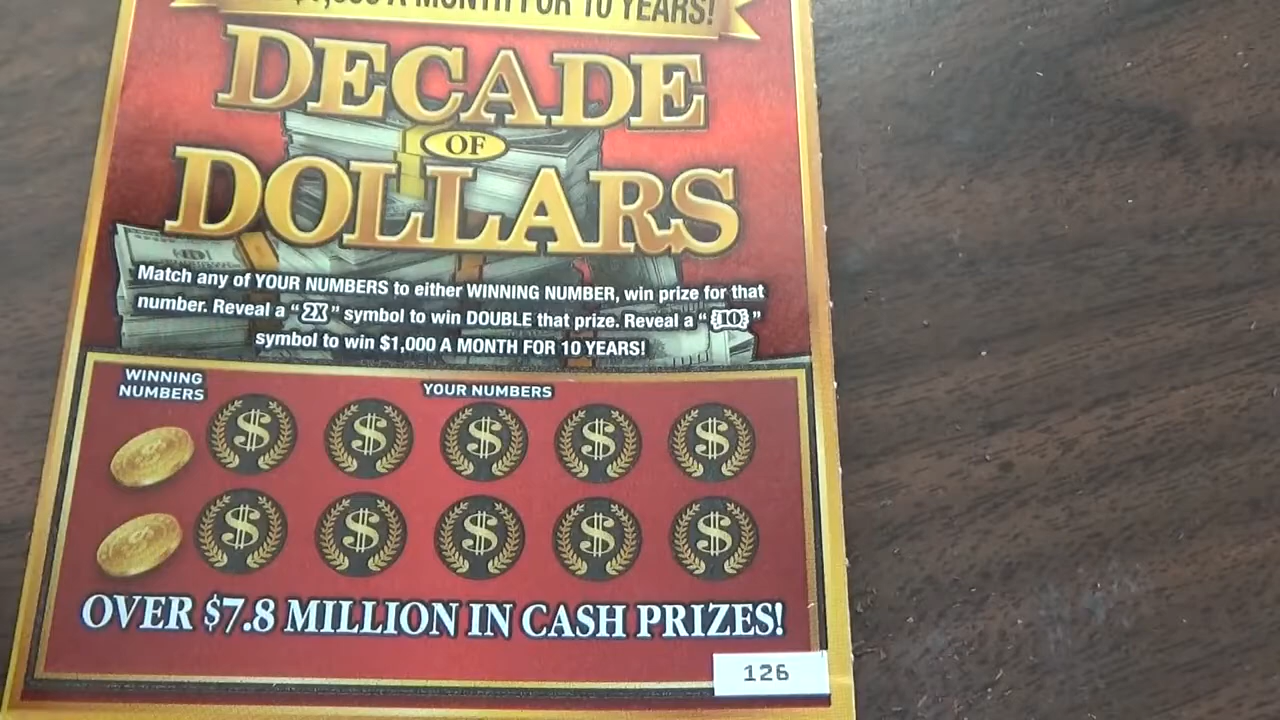 A MONTH FOR 10 YEARS!
DECADE
OF
DOLLARS
Match any of YOUR NUMBERS to either WINNING NUMBER, win prize for that
number. Reveal a "2X" symbol to win DOUBLE that prize. Reveal a "10"
symbol to win $1,000 A MONTH FOR 10 YEARS!
WINNING
NUMBERS
YOUR NUMBERS
$ $ $ $ $
$ $ $ $ $
OVER $7.8 MILLION IN CASH PRIZES!
126